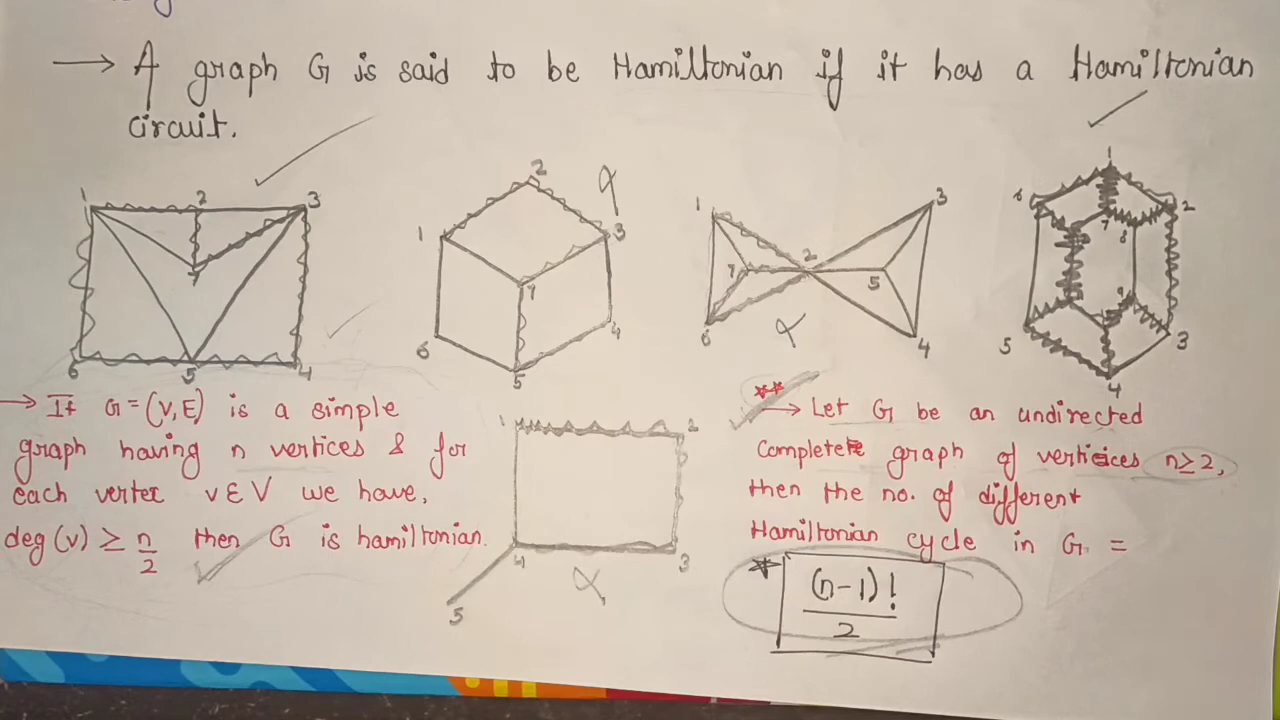 → A graph G is said to be Hamiltonian if it has a Hamiltonian
circuit.
1 2 3
7
6 5 4
2
1 3
7
6 4
5
1 3
2
7 5
6 4
1
6 2
7
8
5 3
4
→ If G=(V,E) is a simple
graph having n vertices & for
each vertex v∈V we have,
deg(v) ≥ n/2 then G is hamiltonian.
1 2
4 3
5
** → Let G be an undirected
Complete graph of verticices n≥2,
then the no. of different
Hamiltonian cycle in G =
* (n-1)!
2